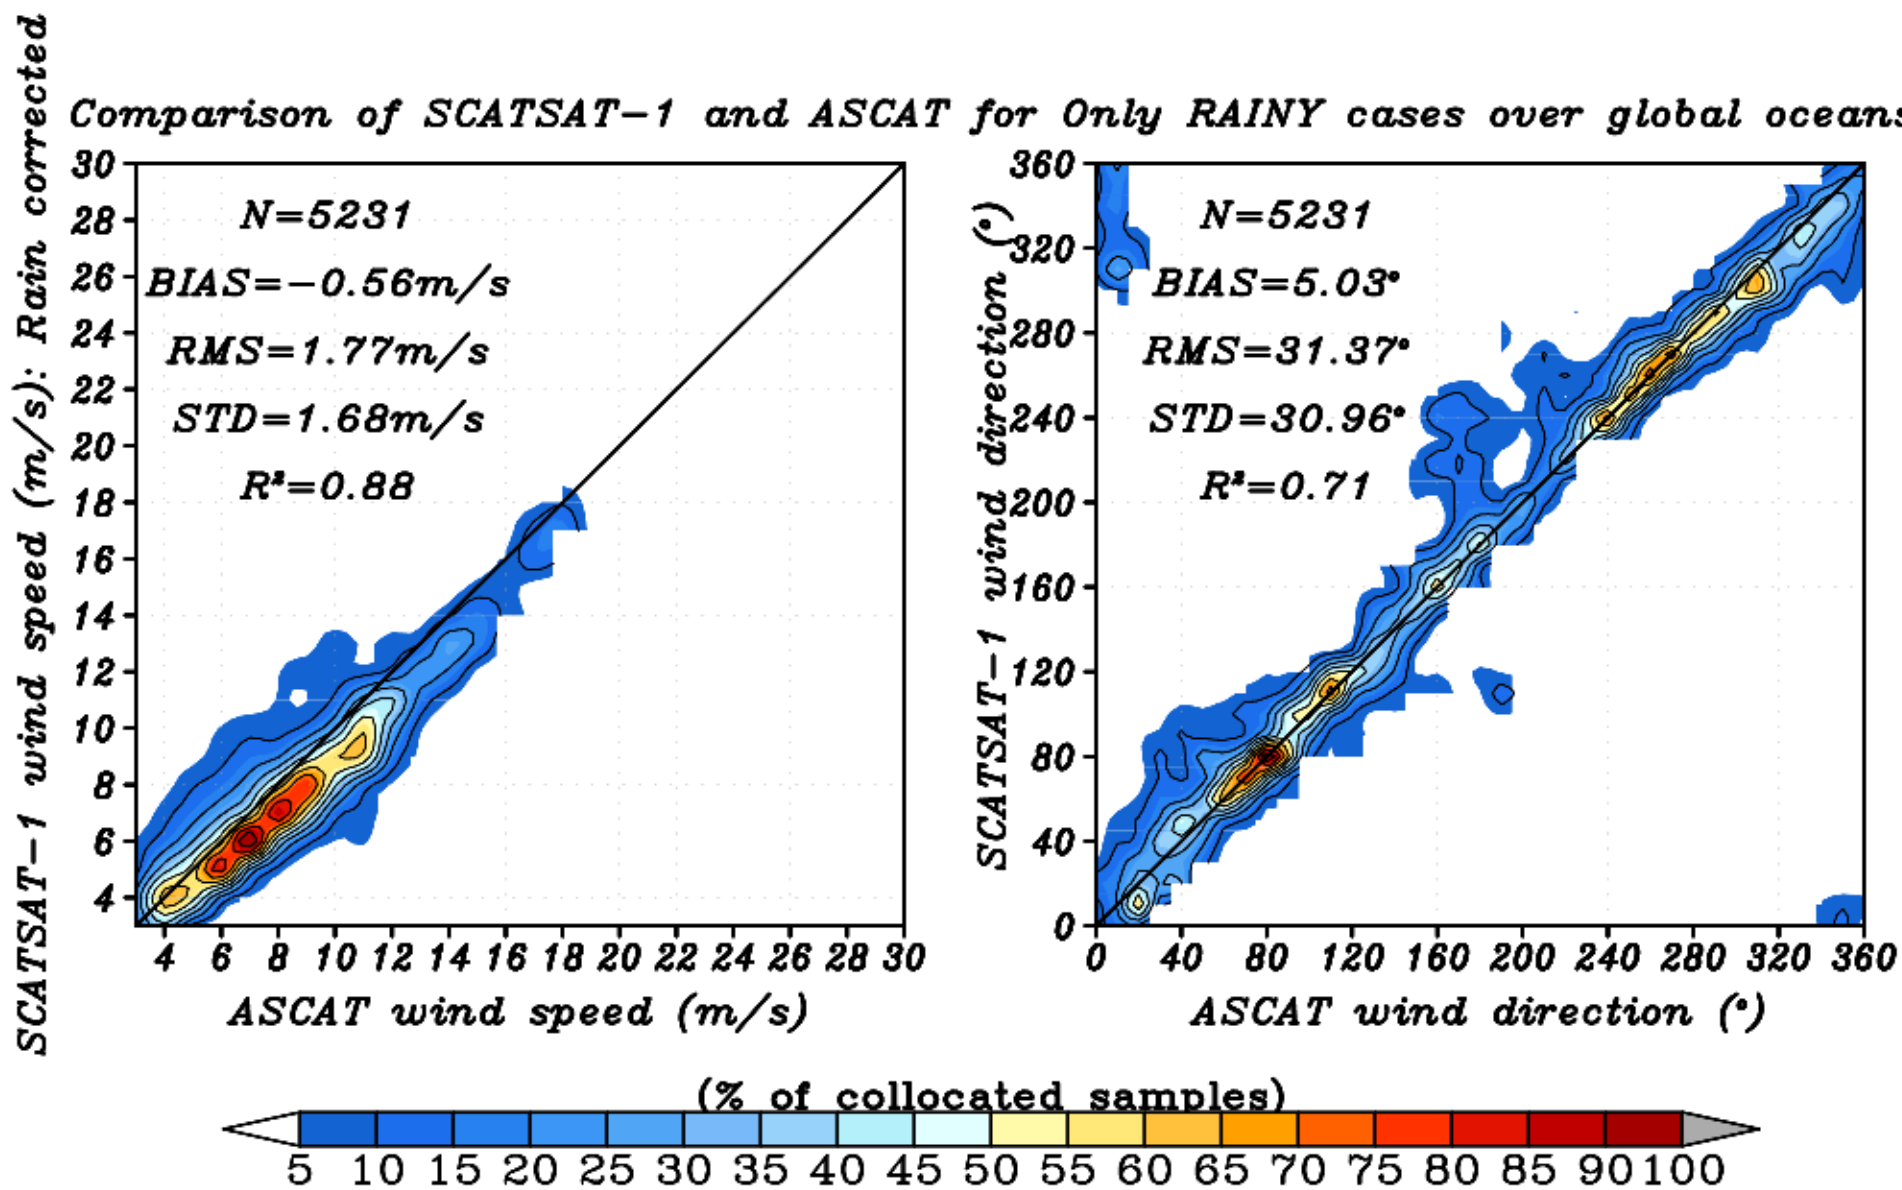 Comparison of SCATSAT-1 and ASCAT for Only RAINY cases over global oceans
SCATSAT-1 wind speed (m/s): Rain corrected
30
28
26
24
22
20
18
16
14
12
10
8
6
4
N=5231
BIAS=-0.56m/s
RMS=1.77m/s
STD=1.68m/s
R²=0.88
4 6 8 10 12 14 16 18 20 22 24 26 28 30
ASCAT wind speed (m/s)
SCATSAT-1 wind direction (°)
360
320
280
240
200
160
120
80
40
0
N=5231
BIAS=5.03°
RMS=31.37°
STD=30.96°
R²=0.71
0 40 80 120 160 200 240 280 320 360
ASCAT wind direction (°)
(% of collocated samples)
5 10 15 20 25 30 35 40 45 50 55 60 65 70 75 80 85 90 100